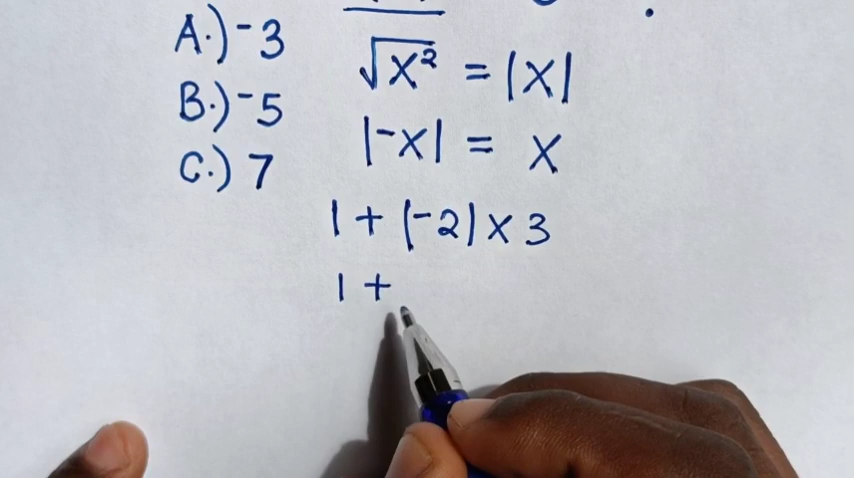 A.) -3
B.) -5
C.) 7
√x² = |x|
|-x| = x
1 + |-2| x 3
1 +